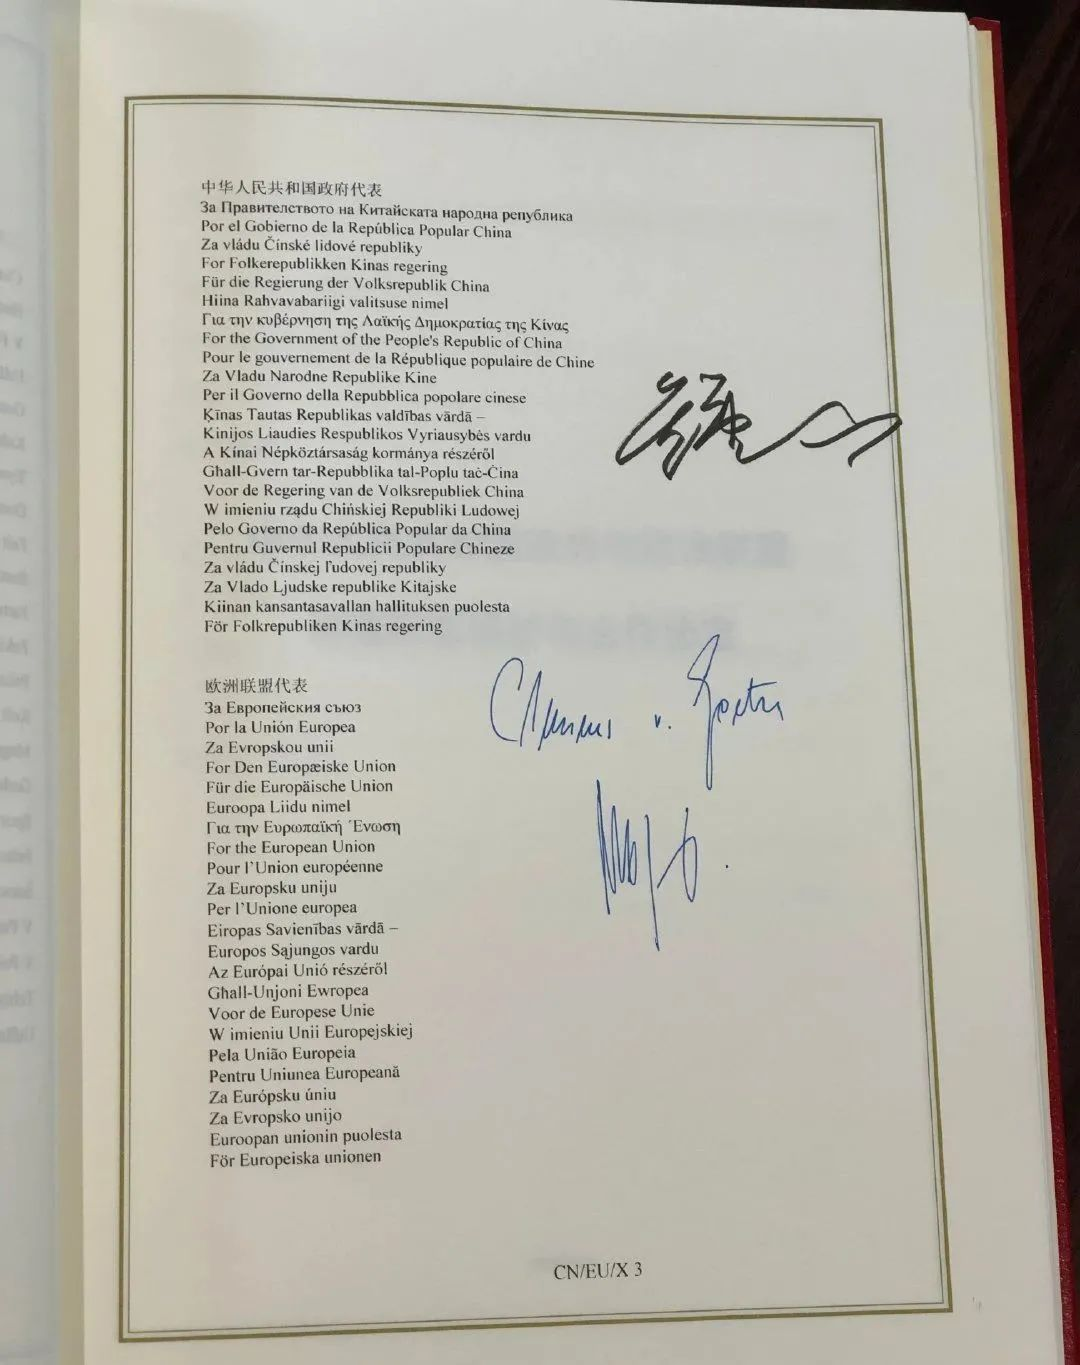 中华人民共和国政府代表
За Правителството на Китайската народна република
Por el Gobierno de la República Popular China
Za vládu Čínské lidové republiky
For Folkerepublikken Kinas regering
Für die Regierung der Volksrepublik China
Hiina Rahvavabariigi valitsuse nimel
Για την κυβέρνηση της Λαϊκής Δημοκρατίας της Κίνας
For the Government of the People's Republic of China
Pour le gouvernement de la République populaire de Chine
Za Vladu Narodne Republike Kine
Per il Governo della Repubblica popolare cinese
Ķīnas Tautas Republikas valdības vārdā –
Kinijos Liaudies Respublikos Vyriausybės vardu
A Kínai Népköztársaság kormánya részéről
Għall-Gvern tar-Repubblika tal-Poplu taċ-Ċina
Voor de Regering van de Volksrepubliek China
W imieniu rządu Chińskiej Republiki Ludowej
Pelo Governo da República Popular da China
Pentru Guvernul Republicii Populare Chineze
Za vládu Čínskej ľudovej republiky
Za Vlado Ljudske republike Kitajske
Kiinan kansantasavallan hallituksen puolesta
För Folkrepubliken Kinas regering
欧洲联盟代表
За Европейския съюз
Por la Unión Europea
Za Evropskou unii
For Den Europæiske Union
Für die Europäische Union
Euroopa Liidu nimel
Για την Ευρωπαϊκή Ένωση
For the European Union
Pour l'Union européenne
Za Europsku uniju
Per l'Unione europea
Eiropas Savienības vārdā –
Europos Sąjungos vardu
Az Európai Unió részéről
Għall-Unjoni Ewropea
Voor de Europese Unie
W imieniu Unii Europejskiej
Pela União Europeia
Pentru Uniunea Europeană
Za Európsku úniu
Za Evropsko unijo
Euroopan unionin puolesta
För Europeiska unionen
CN/EU/X 3